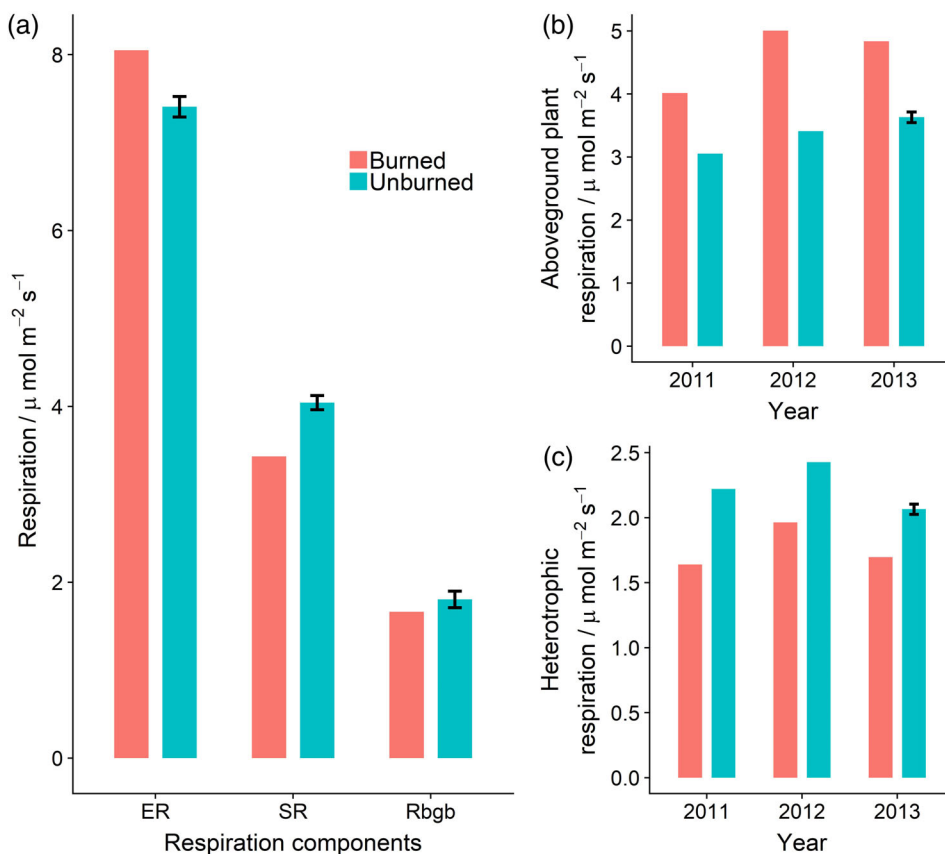 (a)
Respiration / μ mol m⁻² s⁻¹
8
6
4
2
0
Burned
Unburned
ER SR Rbgb
Respiration components
(b)
Aboveground plant
respiration / μ mol m⁻² s⁻¹
5
4
3
2
1
0
2011 2012 2013
Year
(c)
Heterotrophic
respiration / μ mol m⁻² s⁻¹
2.5
2.0
1.5
1.0
0.5
0.0
2011 2012 2013
Year